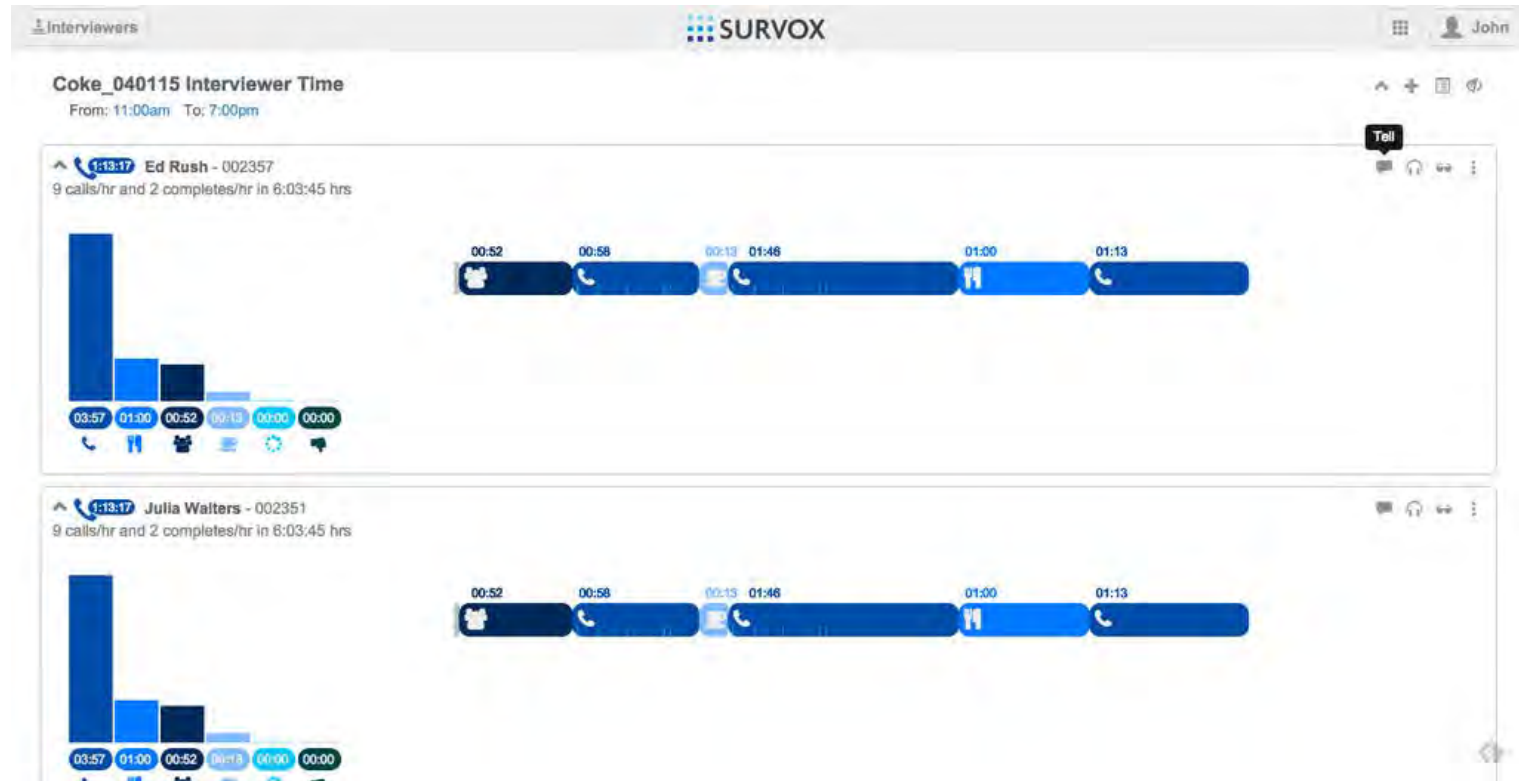 Interviewers
SURVOX
John
Coke_040115 Interviewer Time
From: 11:00am To: 7:00pm
Tell
1:13:17 Ed Rush - 002357
9 calls/hr and 2 completes/hr in 6:03:45 hrs
00:52 00:58 00:13 01:46 01:00 01:13
03:57 01:00 00:52 00:13 00:00 00:00
1:13:17 Julia Walters - 002351
9 calls/hr and 2 completes/hr in 6:03:45 hrs
00:52 00:58 00:13 01:46 01:00 01:13
03:57 01:00 00:52 00:13 00:00 00:00